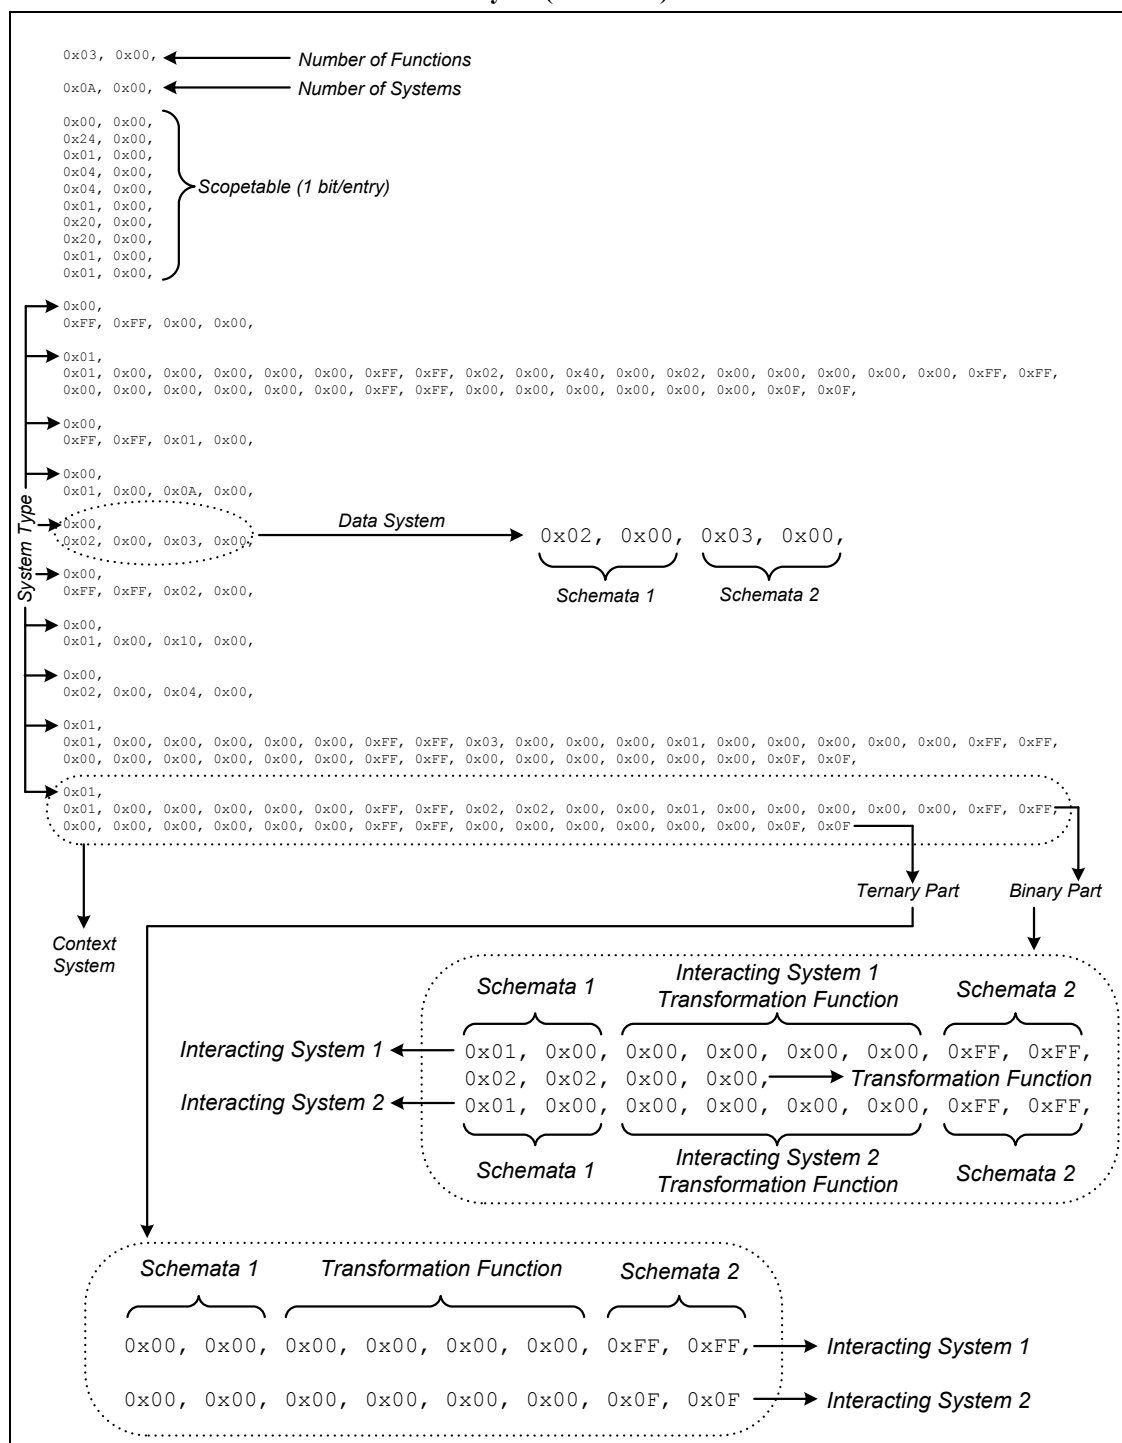 0x03, 0x00, Number of Functions
0x0A, 0x00, Number of Systems
0x00, 0x00,
0x24, 0x00,
0x01, 0x00,
0x04, 0x00,
0x04, 0x00,
0x01, 0x00,
0x20, 0x00,
0x20, 0x00,
0x01, 0x00,
0x01, 0x00,
Scopetable (1 bit/entry)
System Type
0x00,
0xFF, 0xFF, 0x00, 0x00,
0x01,
0x01, 0x00, 0x00, 0x00, 0x00, 0x00, 0xFF, 0xFF, 0x02, 0x00, 0x40, 0x00, 0x02, 0x00, 0x00, 0x00, 0x00, 0x00, 0xFF, 0xFF,
0x00, 0x00, 0x00, 0x00, 0x00, 0x00, 0xFF, 0xFF, 0x00, 0x00, 0x00, 0x00, 0x00, 0x00, 0x0F, 0x0F,
0x00,
0xFF, 0xFF, 0x01, 0x00,
0x00,
0x01, 0x00, 0x0A, 0x00,
0x00,
0x02, 0x00, 0x03, 0x00,
Data System
0x02, 0x00, 0x03, 0x00,
Schemata 1 Schemata 2
0x00,
0xFF, 0xFF, 0x02, 0x00,
0x00,
0x01, 0x00, 0x10, 0x00,
0x00,
0x02, 0x00, 0x04, 0x00,
0x01,
0x01, 0x00, 0x00, 0x00, 0x00, 0x00, 0xFF, 0xFF, 0x03, 0x00, 0x00, 0x00, 0x01, 0x00, 0x00, 0x00, 0x00, 0x00, 0xFF, 0xFF,
0x00, 0x00, 0x00, 0x00, 0x00, 0x00, 0xFF, 0xFF, 0x00, 0x00, 0x00, 0x00, 0x00, 0x00, 0x0F, 0x0F,
0x01,
0x01, 0x00, 0x00, 0x00, 0x00, 0x00, 0xFF, 0xFF, 0x02, 0x02, 0x00, 0x00, 0x01, 0x00, 0x00, 0x00, 0x00, 0x00, 0xFF, 0xFF
0x00, 0x00, 0x00, 0x00, 0x00, 0x00, 0xFF, 0xFF, 0x00, 0x00, 0x00, 0x00, 0x00, 0x00, 0x0F, 0x0F
Ternary Part Binary Part
Context
System
Schemata 1
Interacting System 1
Transformation Function
Schemata 2
Interacting System 1 0x01, 0x00, 0x00, 0x00, 0x00, 0x00, 0xFF, 0xFF,
0x02, 0x02, 0x00, 0x00, Transformation Function
Interacting System 2 0x01, 0x00, 0x00, 0x00, 0x00, 0x00, 0xFF, 0xFF,
Schemata 1
Interacting System 2
Transformation Function
Schemata 2
Schemata 1 Transformation Function Schemata 2
0x00, 0x00, 0x00, 0x00, 0x00, 0x00, 0xFF, 0xFF, Interacting System 1
0x00, 0x00, 0x00, 0x00, 0x00, 0x00, 0x0F, 0x0F Interacting System 2